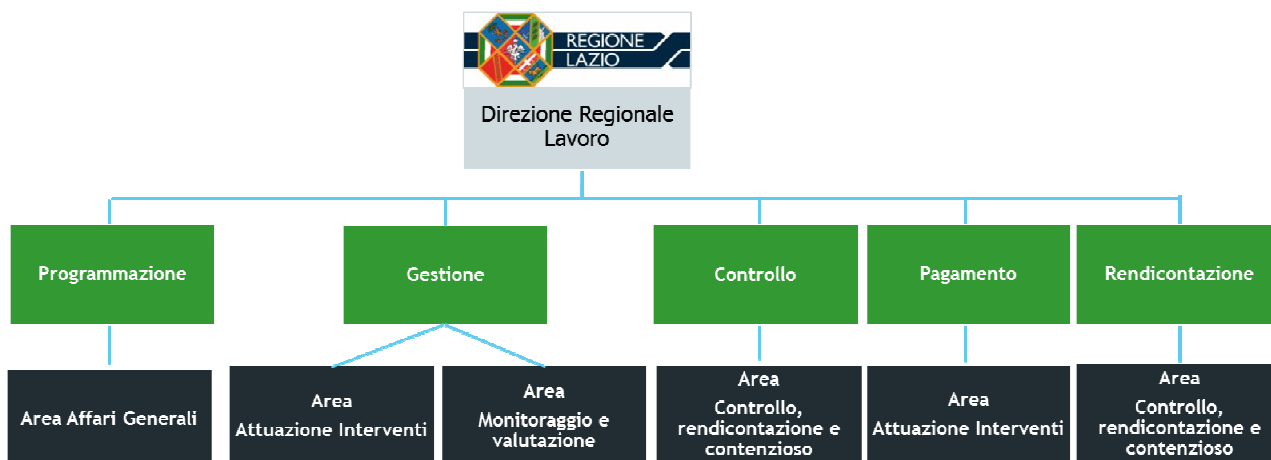 REGIONE
LAZIO
Direzione Regionale
Lavoro
Programmazione
Gestione
Controllo
Pagamento
Rendicontazione
Area Affari Generali
Area
Attuazione Interventi
Area
Monitoraggio e
valutazione
Area
Controllo,
rendicontazione e
contenzioso
Area
Attuazione Interventi
Area
Controllo,
rendicontazione e
contenzioso